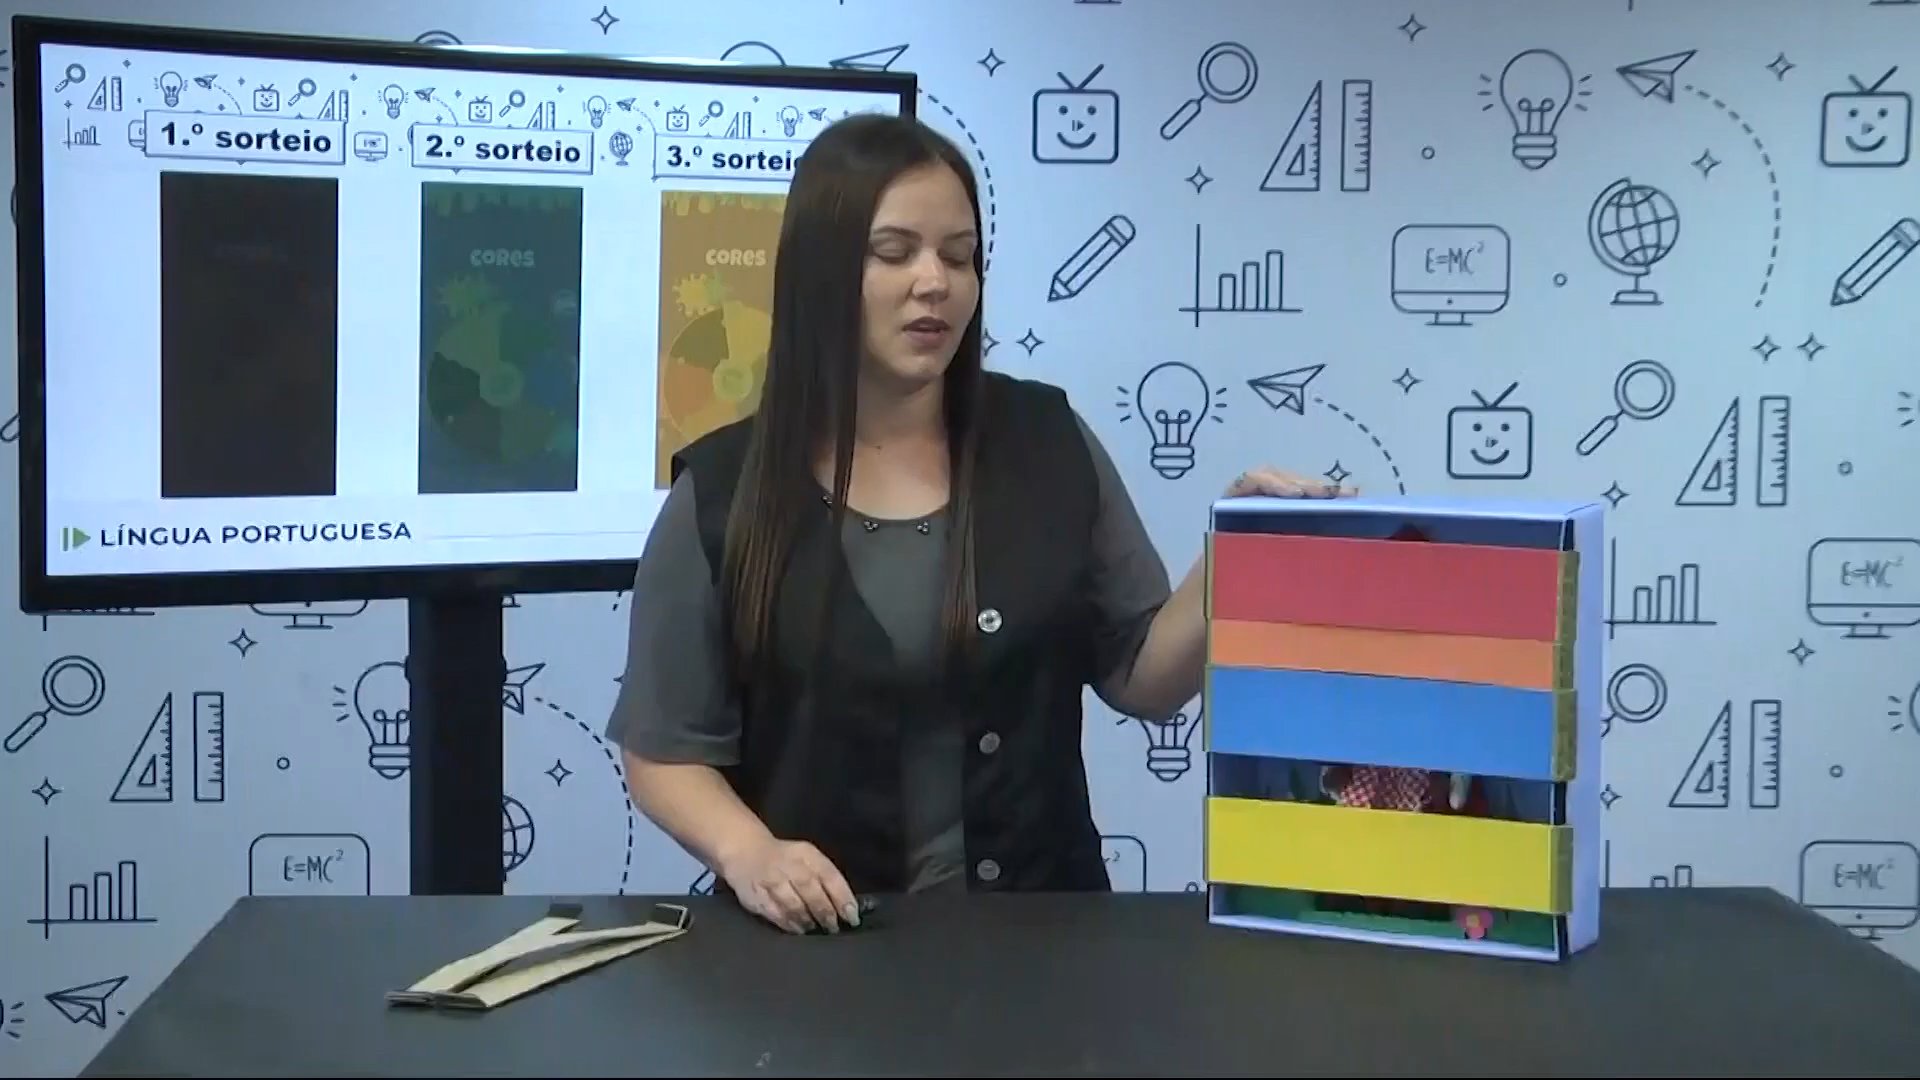 1.º sorteio
2.º sorteio
3.º sorteio
CORES
CORES
LÍNGUA PORTUGUESA
E=MC²
E=MC²
E=MC²
E=MC²